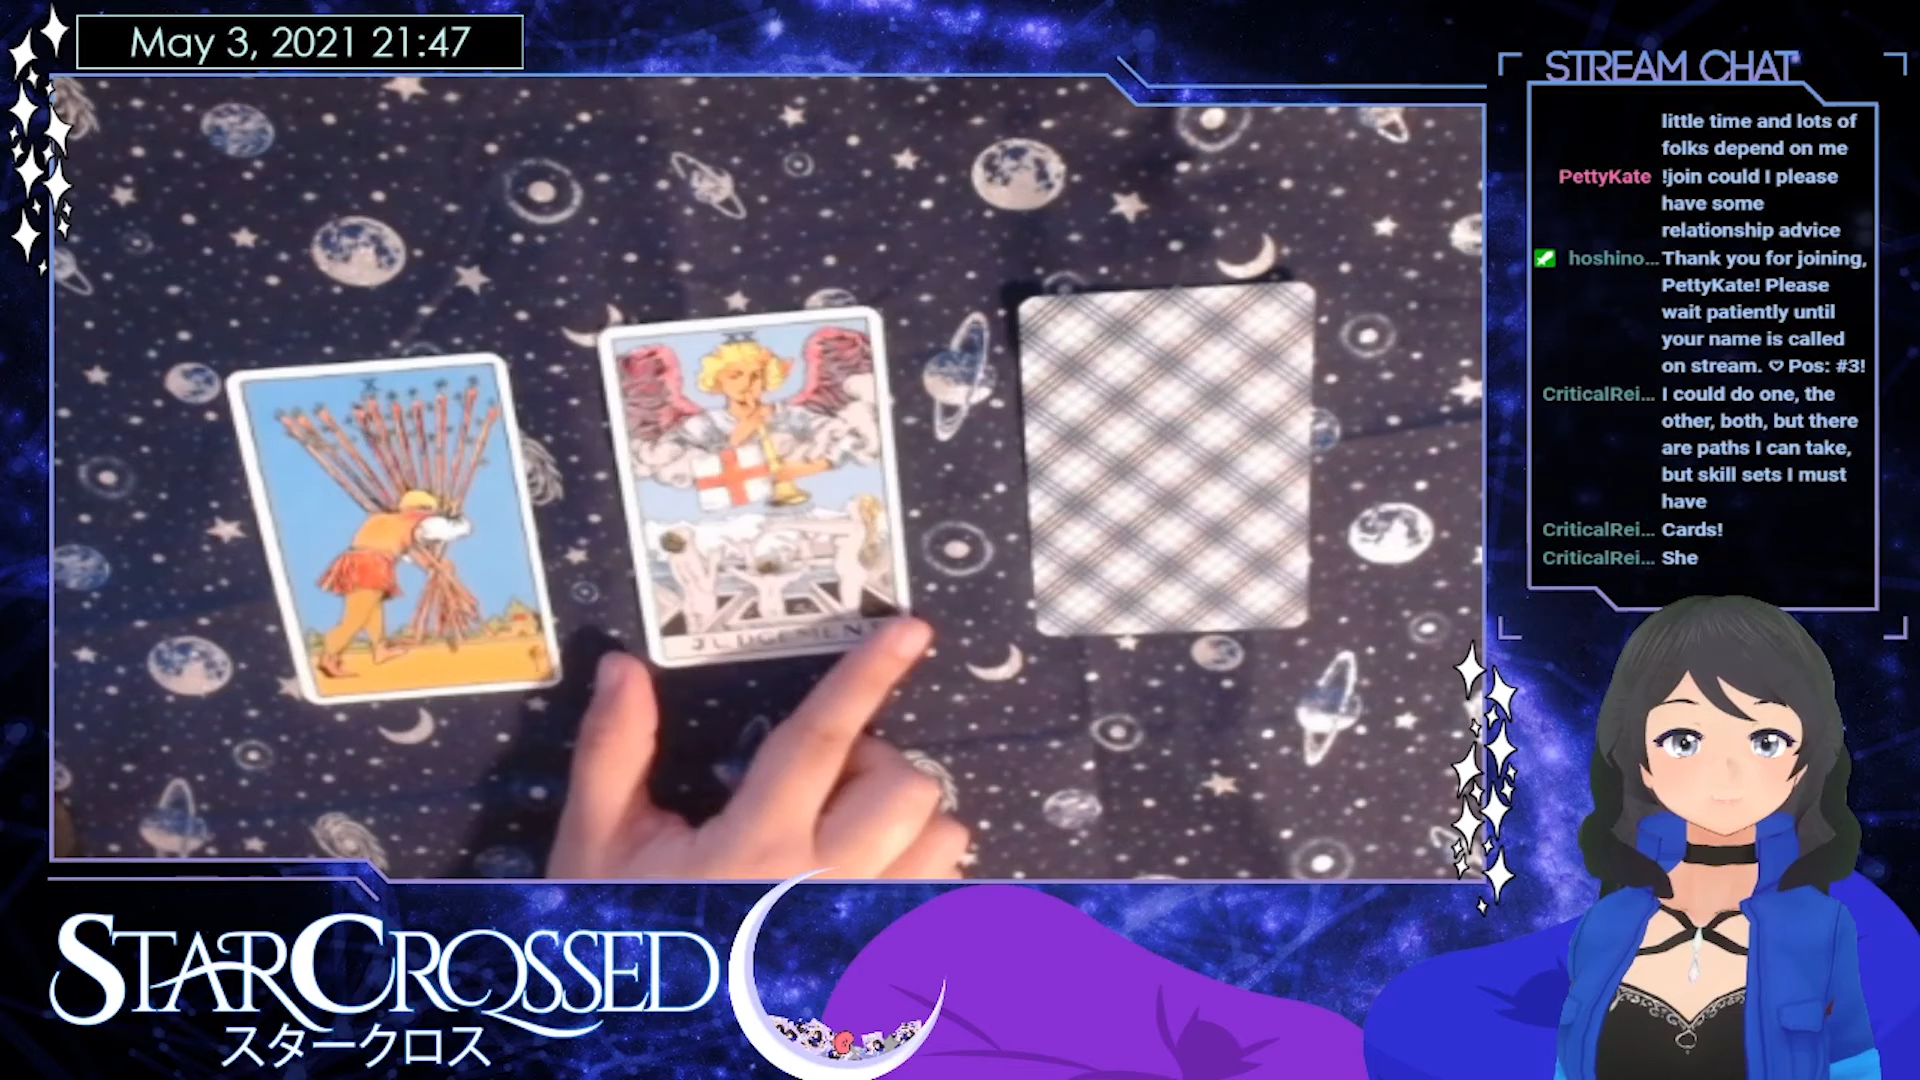 May 3, 2021 21:47
STREAM CHAT
little time and lots of
folks depend on me
PettyKate !join could I please
have some
relationship advice
hoshino... Thank you for joining,
PettyKate! Please
wait patiently until
your name is called
on stream. ♡ Pos: #3!
CriticalRei... I could do one, the
other, both, but there
are paths I can take,
but skill sets I must
have
CriticalRei... Cards!
CriticalRei... She
X
XX
JUDGEMENT
STARCROSSED
スタークロス